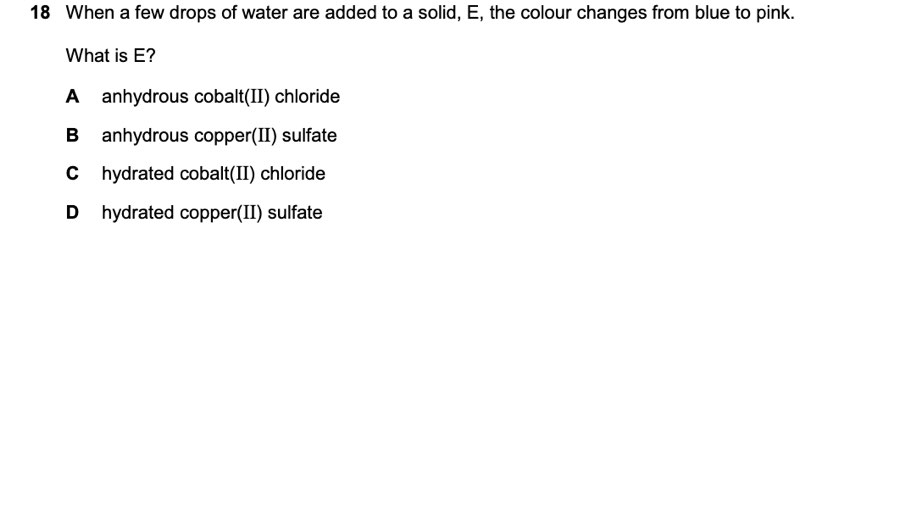 18 When a few drops of water are added to a solid, E, the colour changes from blue to pink.
What is E?
A anhydrous cobalt(II) chloride
B anhydrous copper(II) sulfate
C hydrated cobalt(II) chloride
D hydrated copper(II) sulfate